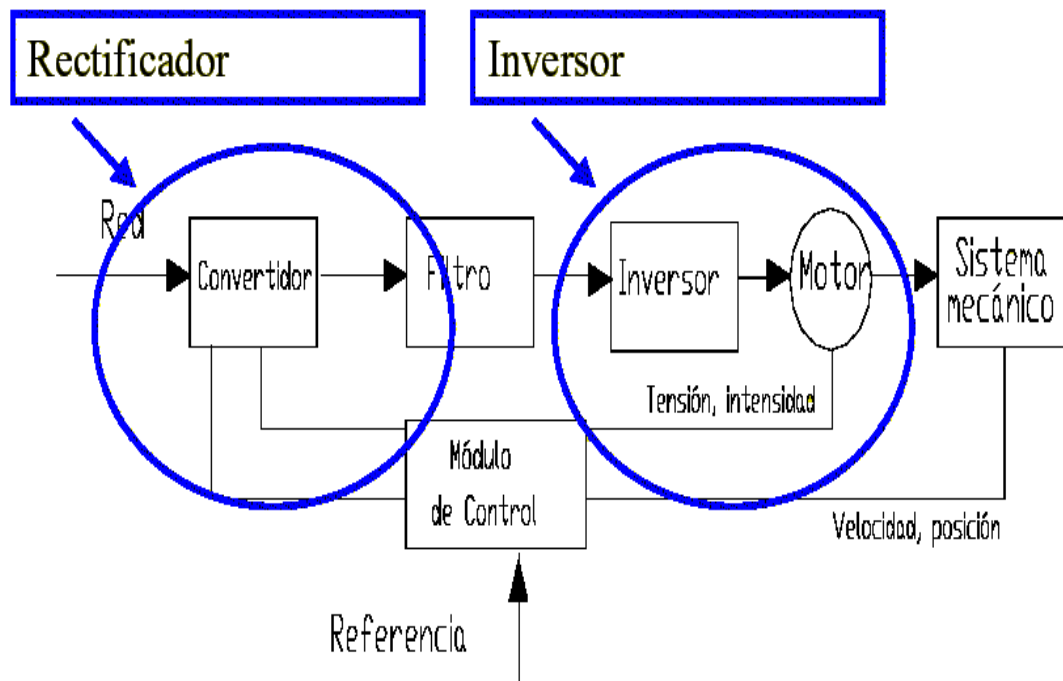 Rectificador
Inversor
Red
Convertidor
Filtro
Inversor
Motor
Sistema
mecánico
Tensión, intensidad
Módulo
de Control
Velocidad, posición
Referencia